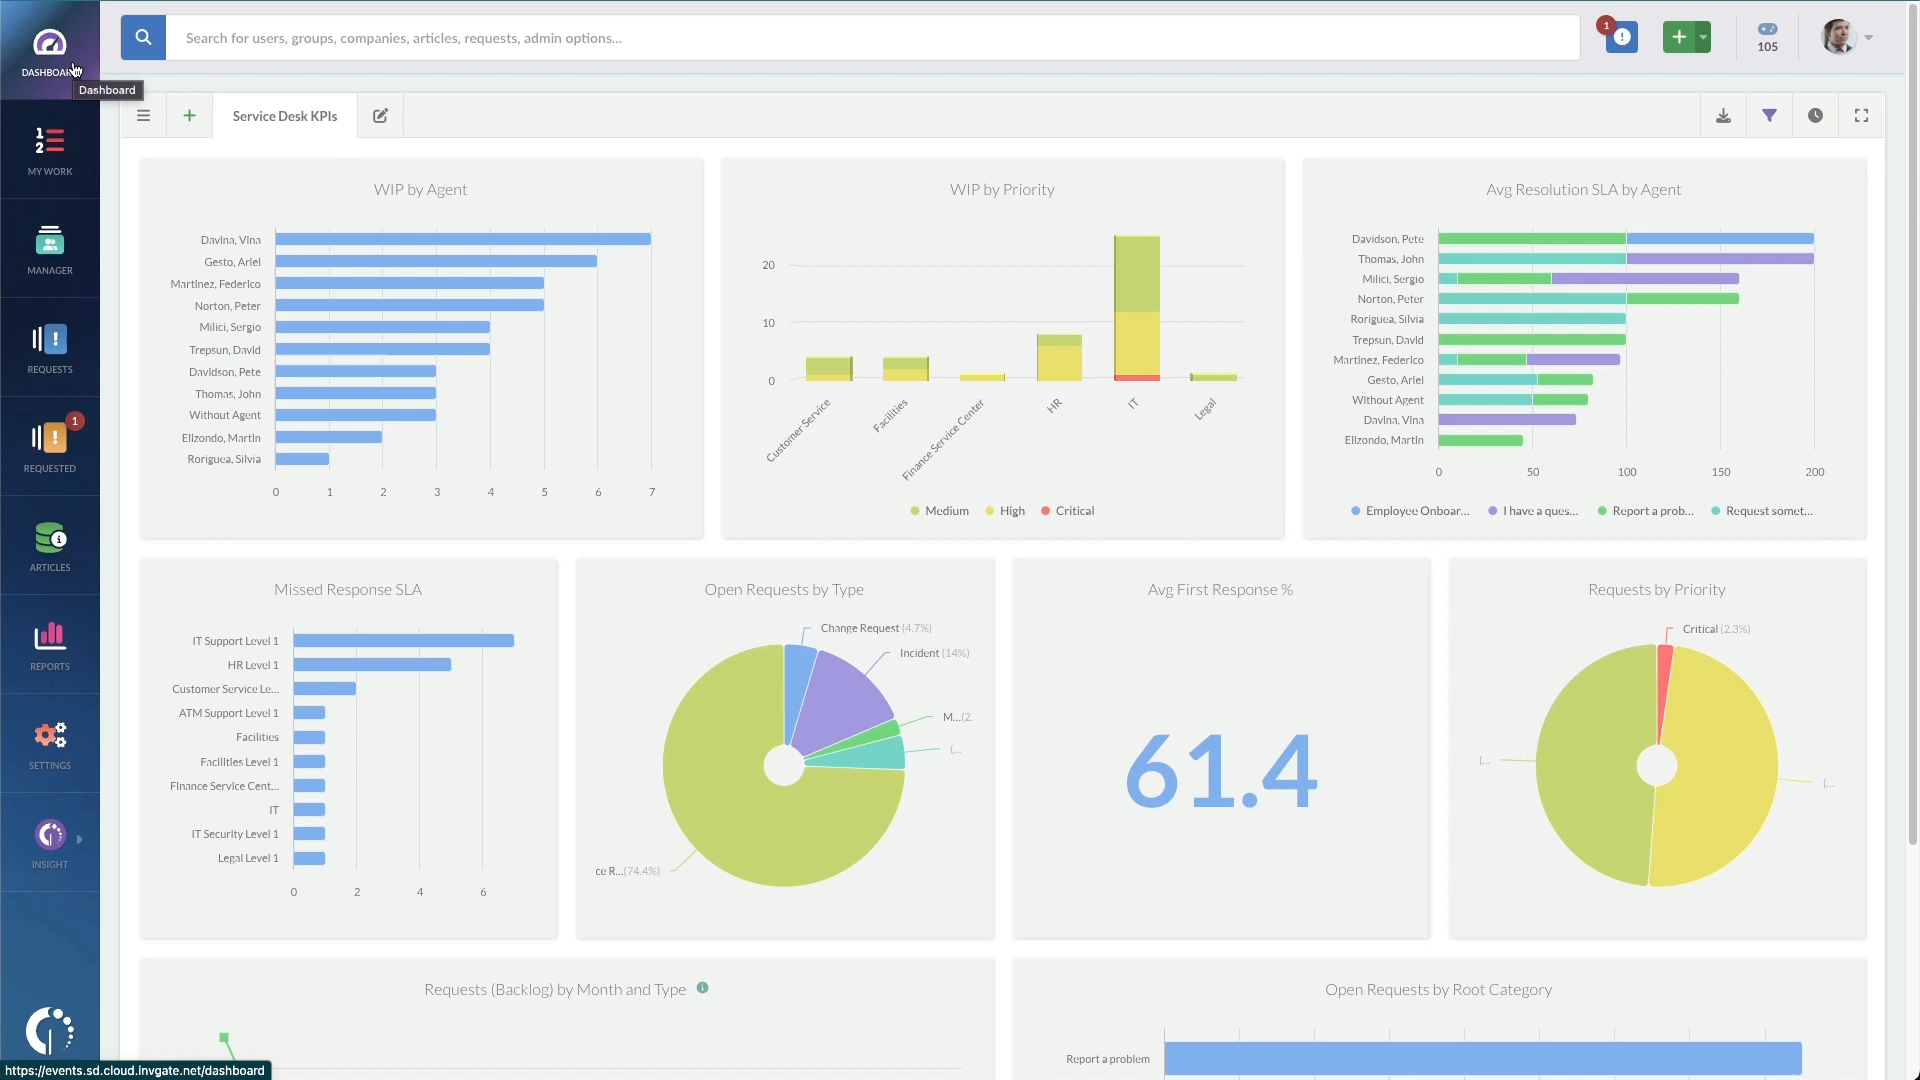 Search for users, groups, companies, articles, requests, admin options...
1
105
DASHBOARD
Dashboard
1
2
MY WORK
MANAGER
REQUESTS
1
REQUESTED
ARTICLES
REPORTS
SETTINGS
INSIGHT
Service Desk KPIs
WIP by Agent
Davina, Vina
Gesto, Ariel
Martinez, Federico
Norton, Peter
Milici, Sergio
Trepsun, David
Davidson, Pete
Thomas, John
Without Agent
Elizondo, Martin
Roriguea, Silvia
0 1 2 3 4 5 6 7
WIP by Priority
20
10
0
Customer Service
Facilities
Finance Service Center
HR
IT
Legal
Medium High Critical
Avg Resolution SLA by Agent
Davidson, Pete
Thomas, John
Milici, Sergio
Norton, Peter
Roriguea, Silvia
Trepsun, David
Martinez, Federico
Gesto, Ariel
Without Agent
Davina, Vina
Elizondo, Martin
0 50 100 150 200
Employee Onboar... I have a ques... Report a prob... Request somet...
Missed Response SLA
IT Support Level 1
HR Level 1
Customer Service Le...
ATM Support Level 1
Facilities
Facilities Level 1
Finance Service Cent...
IT
IT Security Level 1
Legal Level 1
0 2 4 6
Open Requests by Type
Change Request (4.7%)
Incident (14%)
M...(2
(...
ce R...(74.4%)
Avg First Response %
61.4
Requests by Priority
Critical (2.3%)
(...
(...
Requests (Backlog) by Month and Type
Open Requests by Root Category
Report a problem
https://events.sd.cloud.invgate.net/dashboard